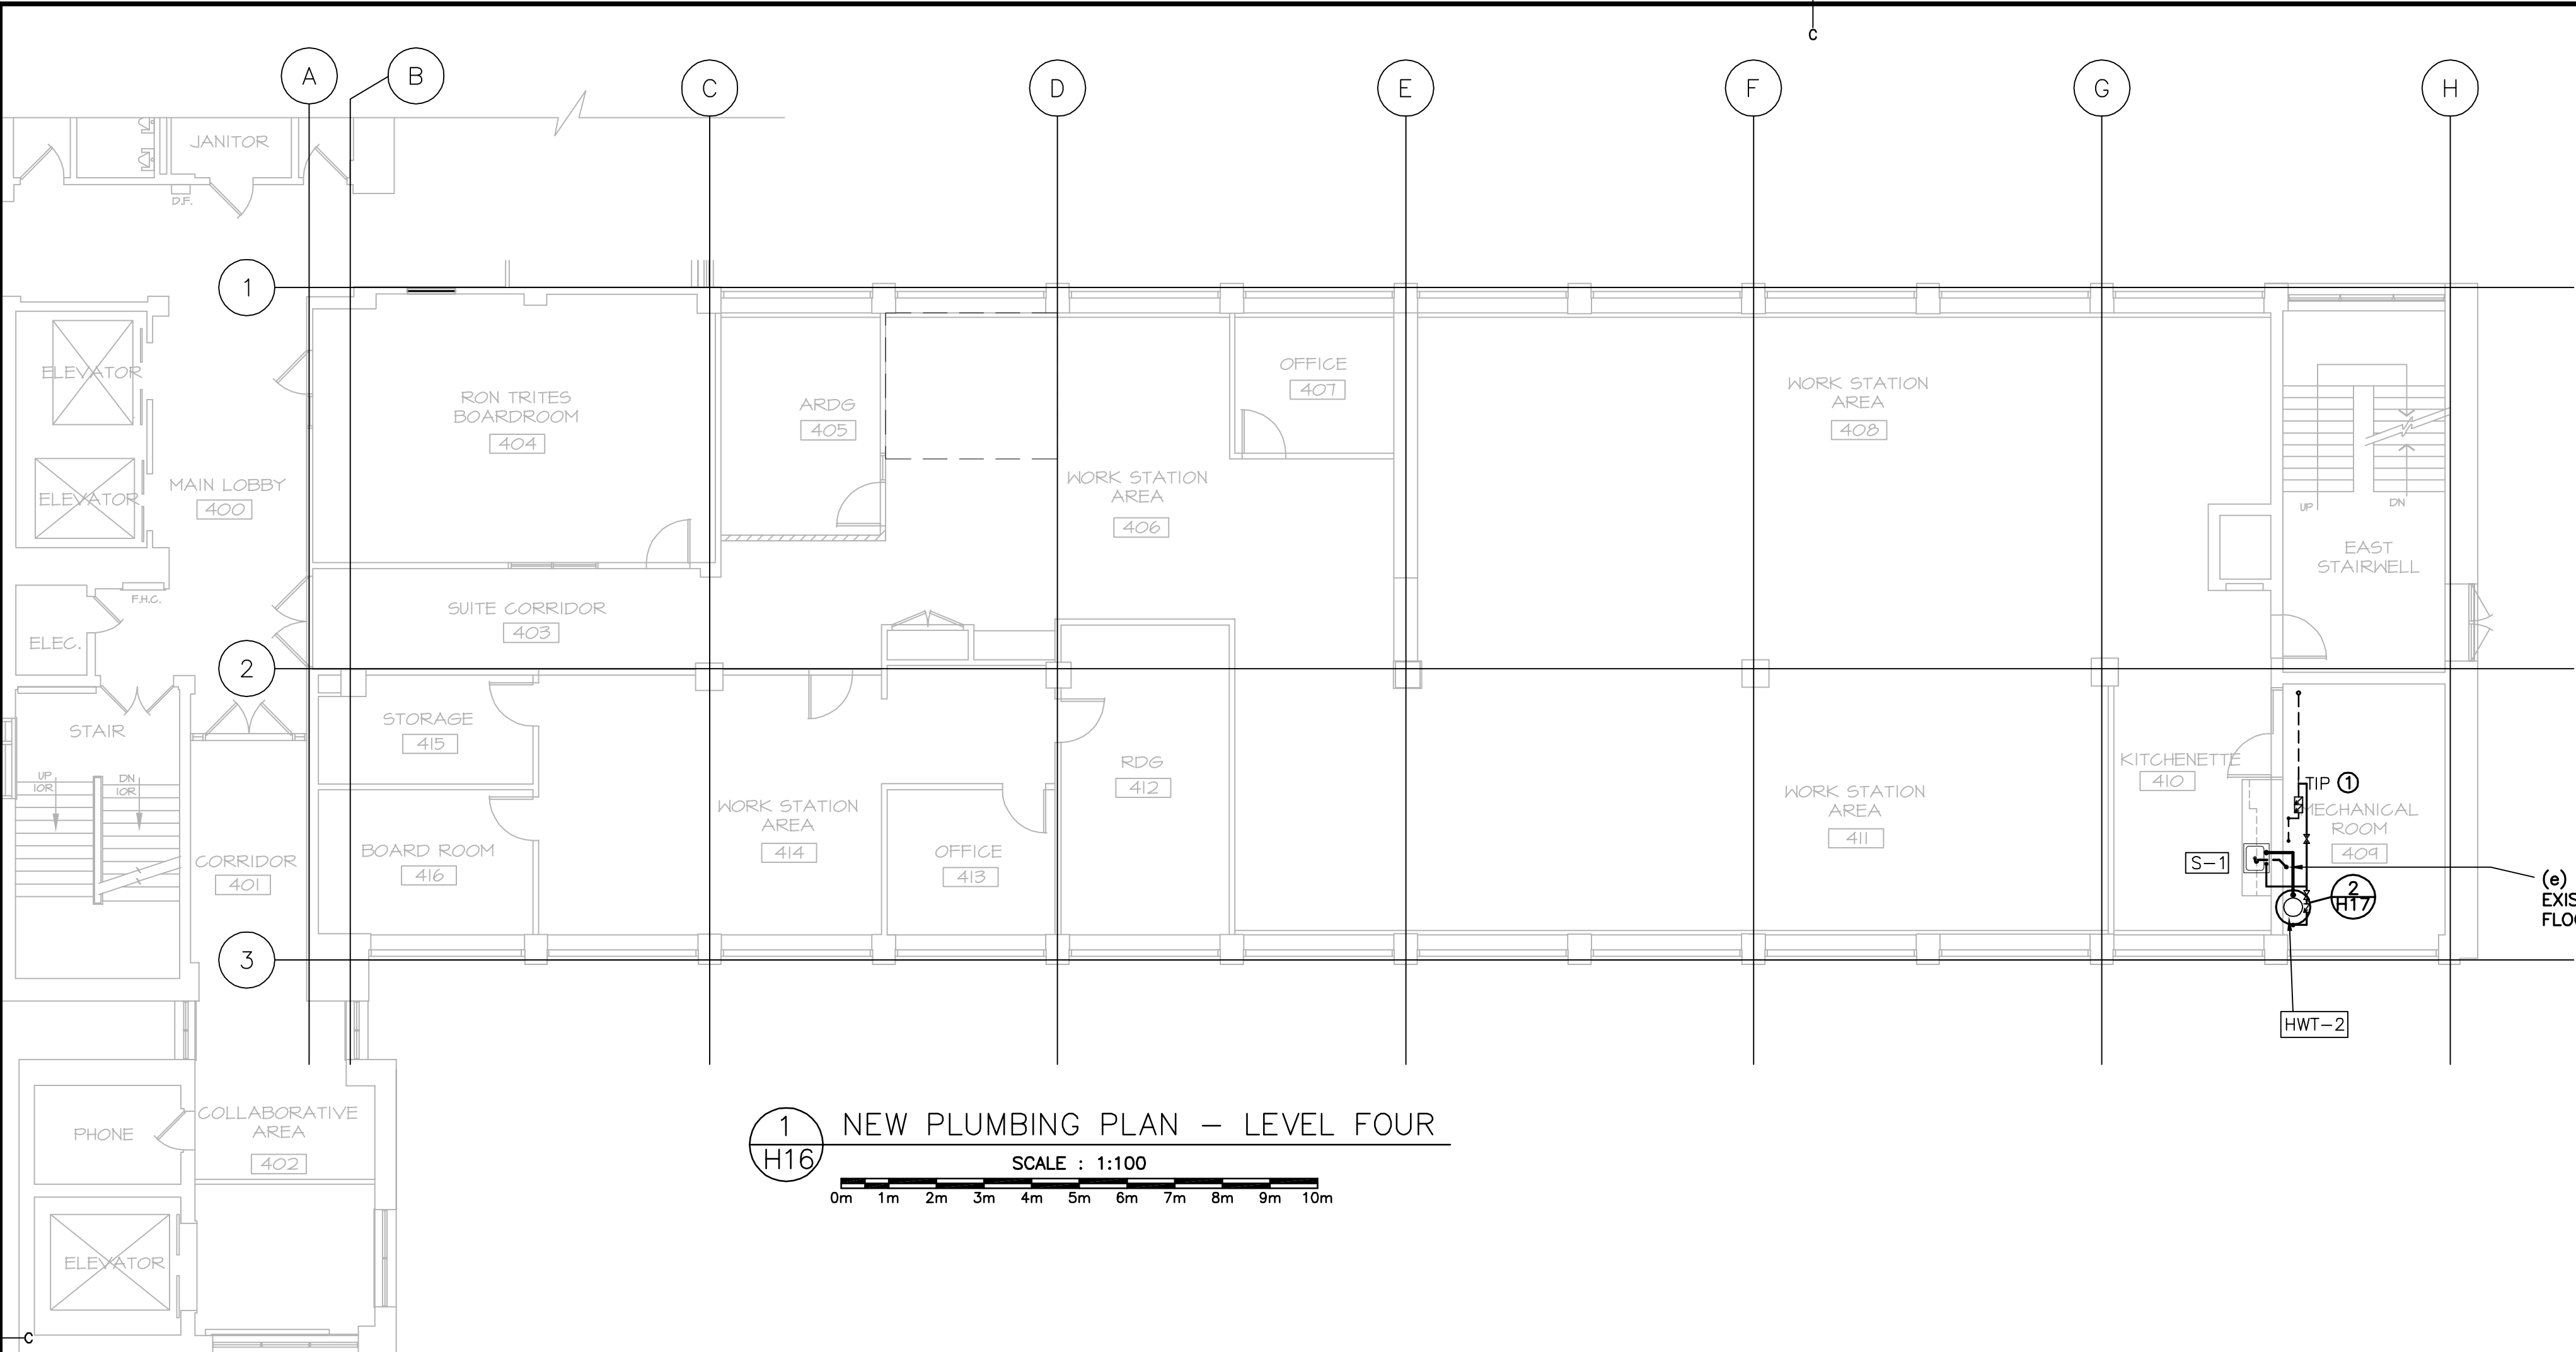 C
A
B
C
D
E
F
G
H
JANITOR
D.F.
1
ELEVATOR
RON TRITES
BOARDROOM
404
ARDG
405
OFFICE
407
WORK STATION
AREA
408
ELEVATOR
MAIN LOBBY
400
WORK STATION
AREA
406
UP
DN
EAST
STAIRWELL
F.H.C.
ELEC.
SUITE CORRIDOR
403
2
STAIR
UP
10R
DN
10R
STORAGE
415
WORK STATION
AREA
414
RDG
412
WORK STATION
AREA
411
KITCHENETTE
410
TIP 1
MECHANICAL
ROOM
409
CORRIDOR
401
BOARD ROOM
416
OFFICE
413
S-1
2
H17
(e)
EXIS
FLOO
3
HWT-2
COLLABORATIVE
AREA
402
PHONE
ELEVATOR
1
H16
NEW PLUMBING PLAN - LEVEL FOUR
SCALE : 1:100
0m 1m 2m 3m 4m 5m 6m 7m 8m 9m 10m
C